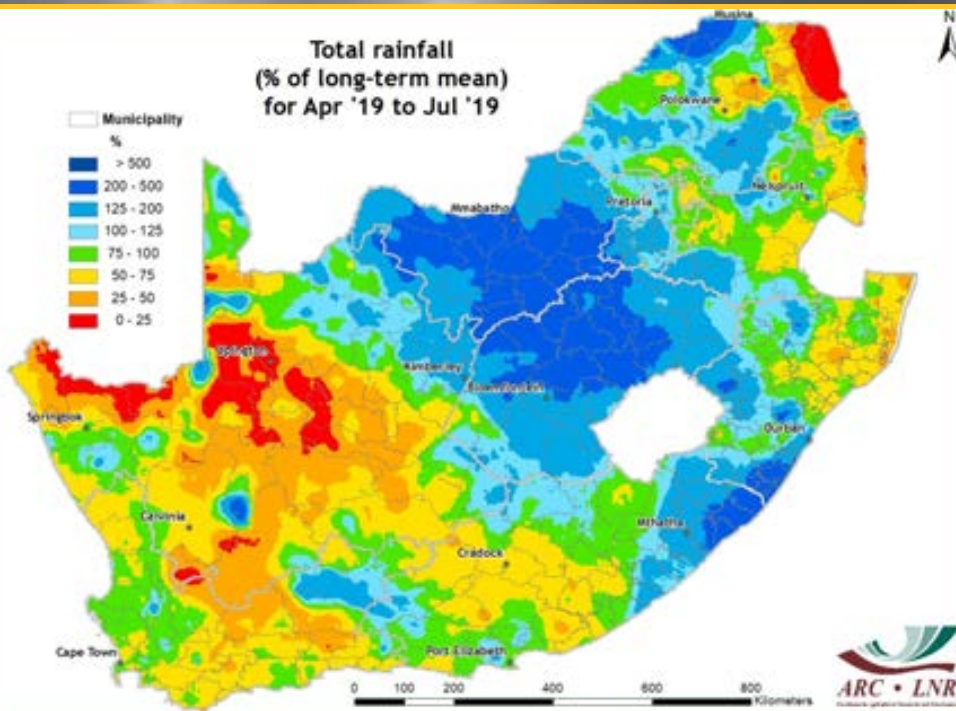 Total rainfall
(% of long-term mean)
for Apr '19 to Jul '19
N
Municipality
%
> 500
200 - 500
125 - 200
100 - 125
75 - 100
50 - 75
25 - 50
0 - 25
Musina
Polokwane
Nelspruit
Pretoria
Mmabatho
Upington
Kimberley
Bloemfontein
Springbok
Durban
Mthatha
Calvinia
Cradock
Cape Town
Port Elizabeth
0 100 200 400 600 800
Kilometers
ARC • LNR